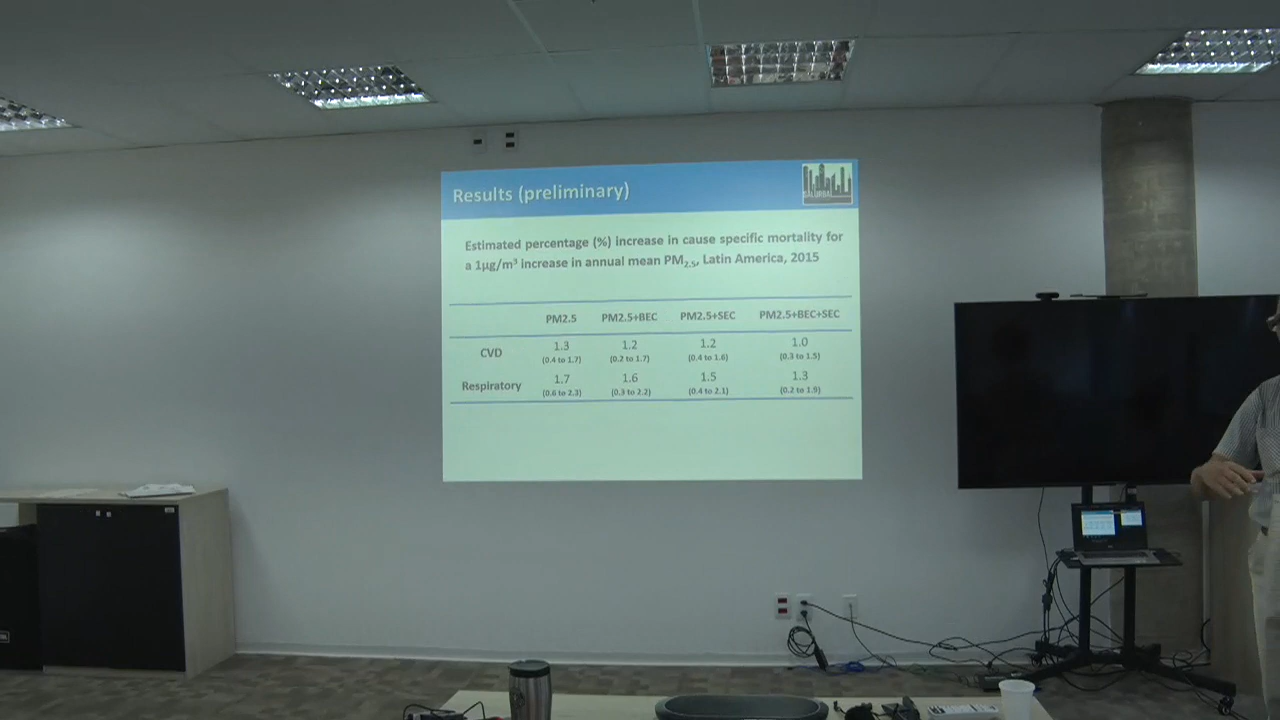 Results (preliminary)
SALURBAL
Estimated percentage (%) increase in cause specific mortality for
a 1µg/m³ increase in annual mean PM2.5, Latin America, 2015
PM2.5 PM2.5+BEC PM2.5+SEC PM2.5+BEC+SEC
CVD 1.3 1.2 1.2 1.0
(0.4 to 1.7) (0.2 to 1.7) (0.4 to 1.6) (0.3 to 1.5)
Respiratory 1.7 1.6 1.5 1.3
(0.6 to 2.3) (0.3 to 2.2) (0.4 to 2.1) (0.2 to 1.9)